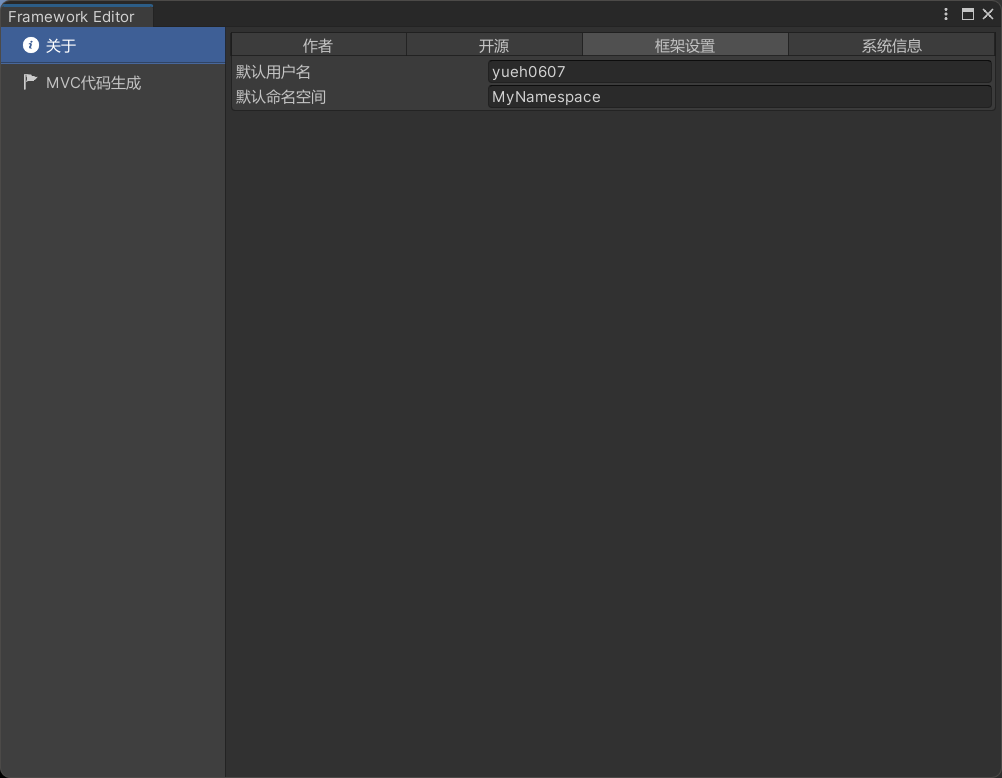 Framework Editor
关于
MVC代码生成
作者 开源 框架设置 系统信息
默认用户名 yueh0607
默认命名空间 MyNamespace